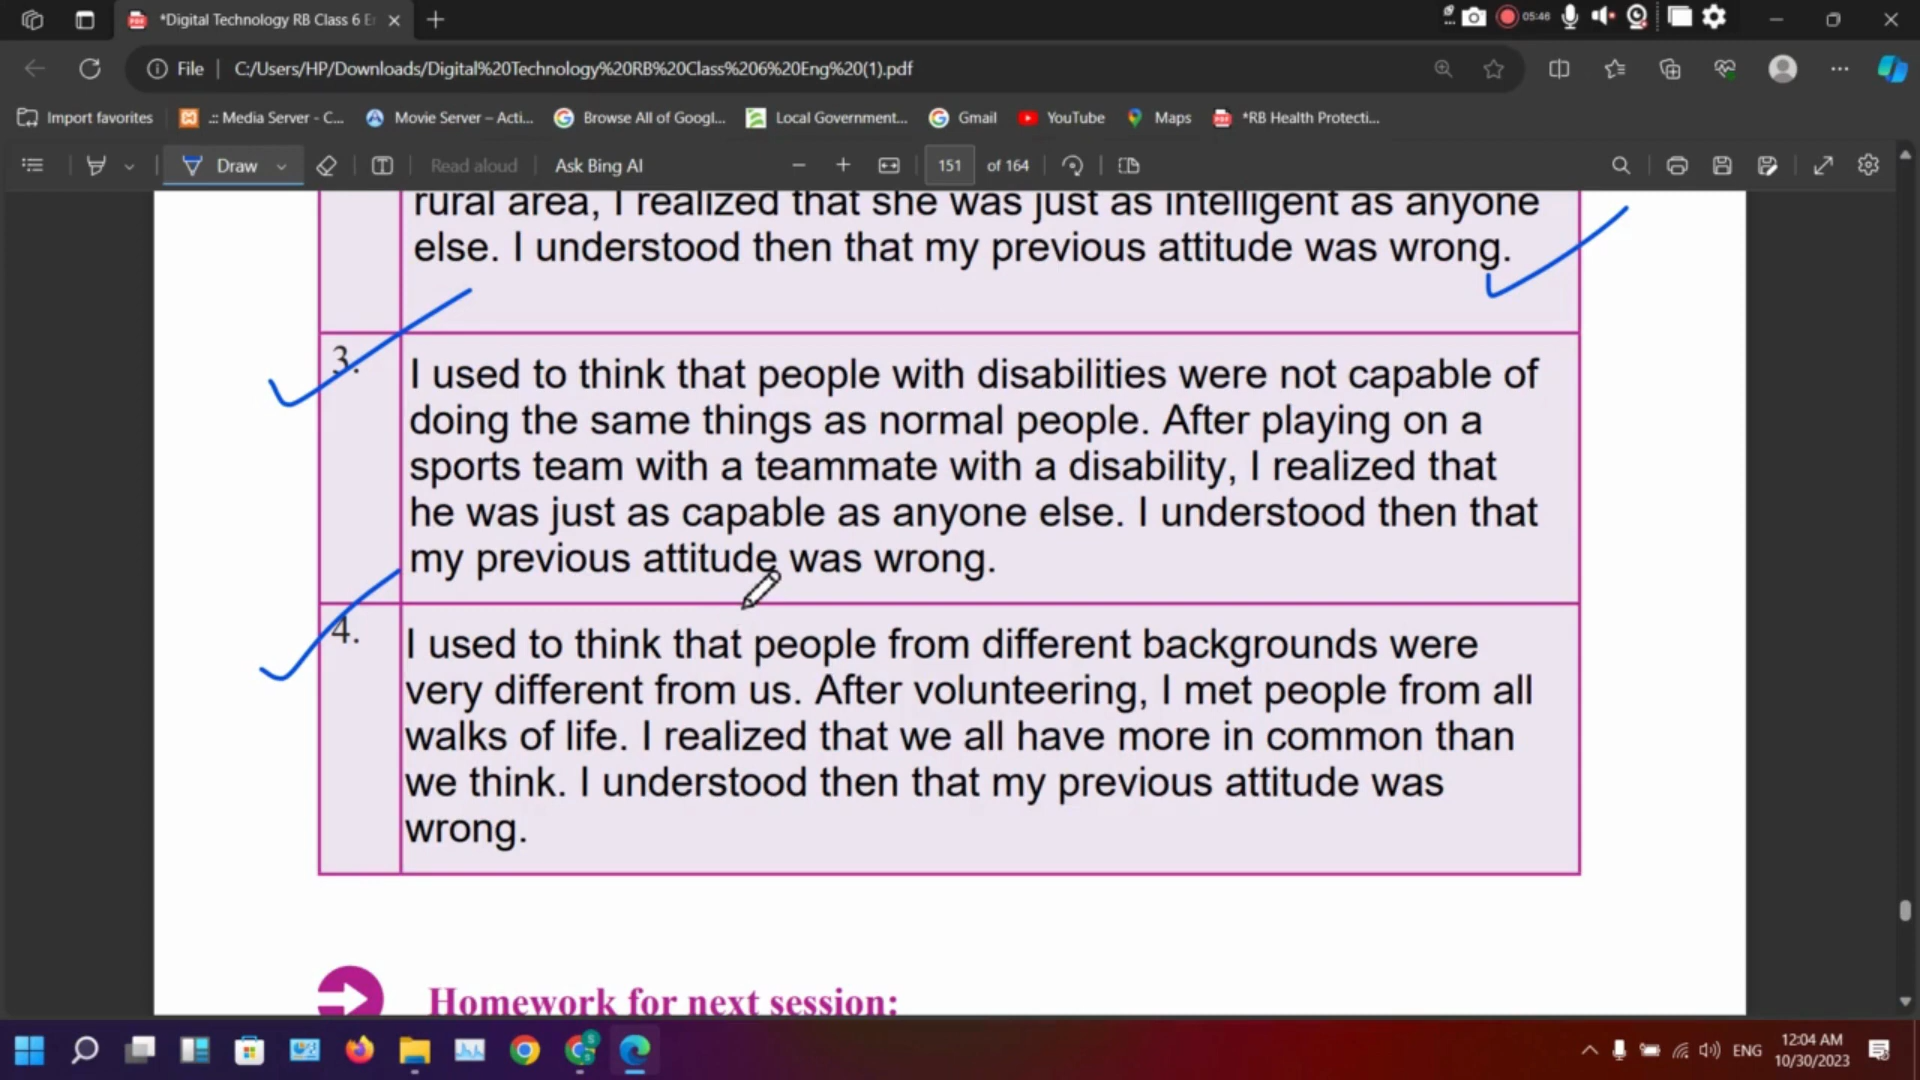 *Digital Technology RB Class 6 E
05:46
File
C:/Users/HP/Downloads/Digital%20Technology%20RB%20Class%206%20Eng%20(1).pdf
Import favorites
.:: Media Server - C...
Movie Server – Acti...
Browse All of Googl...
Local Government...
Gmail
YouTube
Maps
*RB Health Protecti...
Draw
Read aloud
Ask Bing AI
151 of 164
rural area, I realized that she was just as intelligent as anyone
else. I understood then that my previous attitude was wrong.
3.
I used to think that people with disabilities were not capable of
doing the same things as normal people. After playing on a
sports team with a teammate with a disability, I realized that
he was just as capable as anyone else. I understood then that
my previous attitude was wrong.
4.
I used to think that people from different backgrounds were
very different from us. After volunteering, I met people from all
walks of life. I realized that we all have more in common than
we think. I understood then that my previous attitude was
wrong.
Homework for next session:
ENG
12:04 AM
10/30/2023